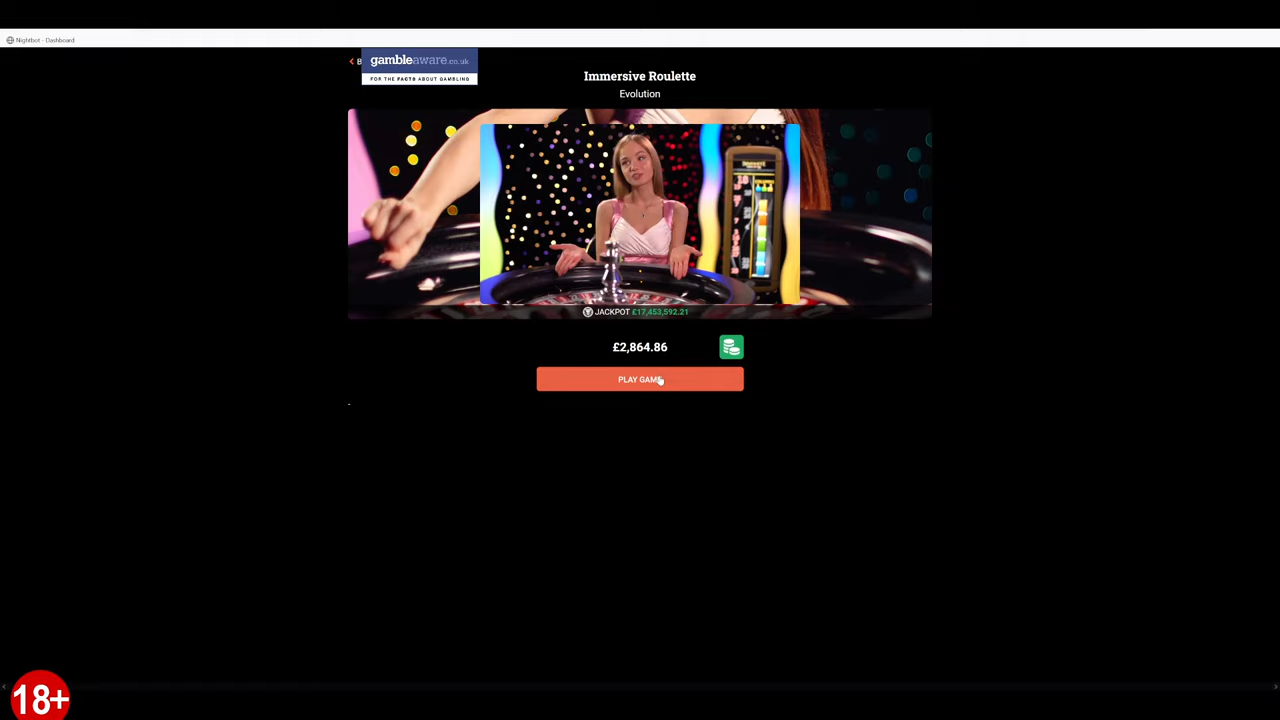 Nightbot - Dashboard
B
gambleaware.co.uk
FOR THE FACTS ABOUT GAMBLING
Immersive Roulette
Evolution
JACKPOT £17,453,592.21
£2,864.86
PLAY GAME
18+